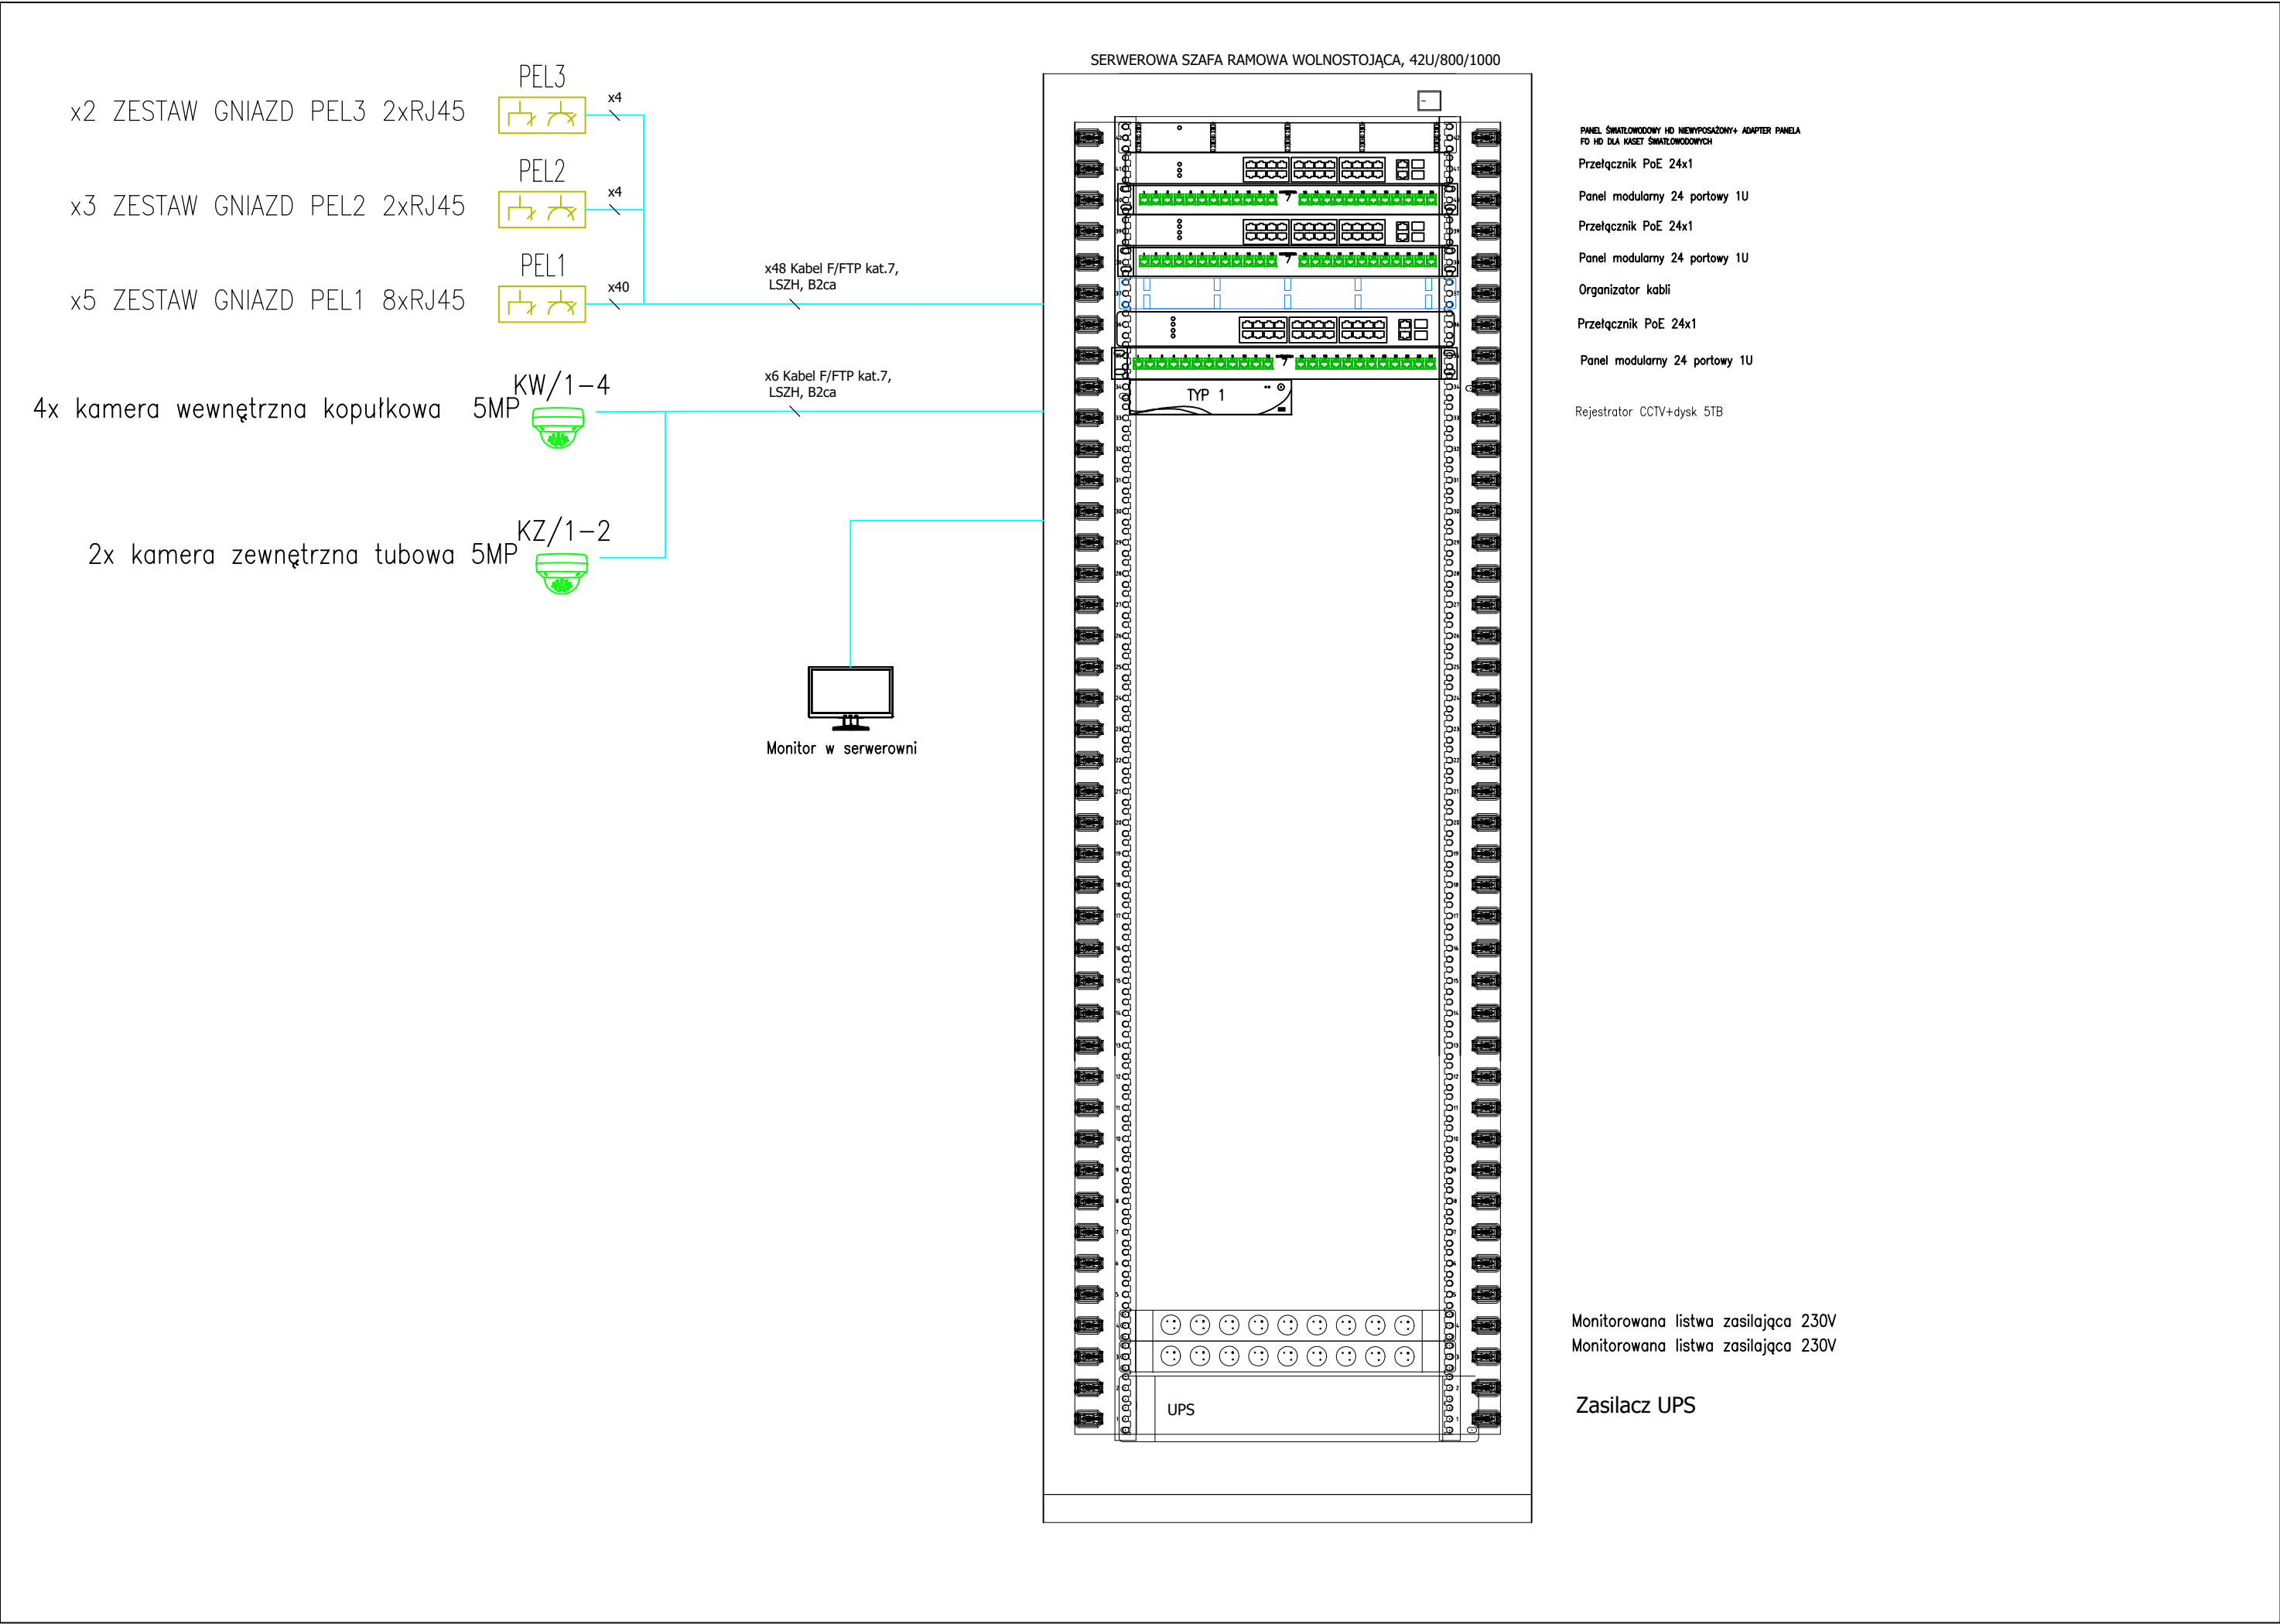 SERWEROWA SZAFA RAMOWA WOLNOSTOJĄCA, 42U/800/1000
PEL3
x2 ZESTAW GNIAZD PEL3 2xRJ45
x4
PEL2
x3 ZESTAW GNIAZD PEL2 2xRJ45
x4
PEL1
x5 ZESTAW GNIAZD PEL1 8xRJ45
x40
x48 Kabel F/FTP kat.7,
LSZH, B2ca
KW/1-4
4x kamera wewnętrzna kopułkowa 5MP
x6 Kabel F/FTP kat.7,
LSZH, B2ca
KZ/1-2
2x kamera zewnętrzna tubowa 5MP
Monitor w serwerowni
TYP 1
UPS
PANEL ŚWIATŁOWODOWY HD NIEWYPOSAŻONY+ ADAPTER PANELA
FO HD DLA KASET ŚWIATŁOWODOWYCH
Przełącznik PoE 24x1
Panel modularny 24 portowy 1U
Przełącznik PoE 24x1
Panel modularny 24 portowy 1U
Organizator kabli
Przełącznik PoE 24x1
Panel modularny 24 portowy 1U
Rejestrator CCTV+dysk 5TB
Monitorowana listwa zasilająca 230V
Monitorowana listwa zasilająca 230V
Zasilacz UPS